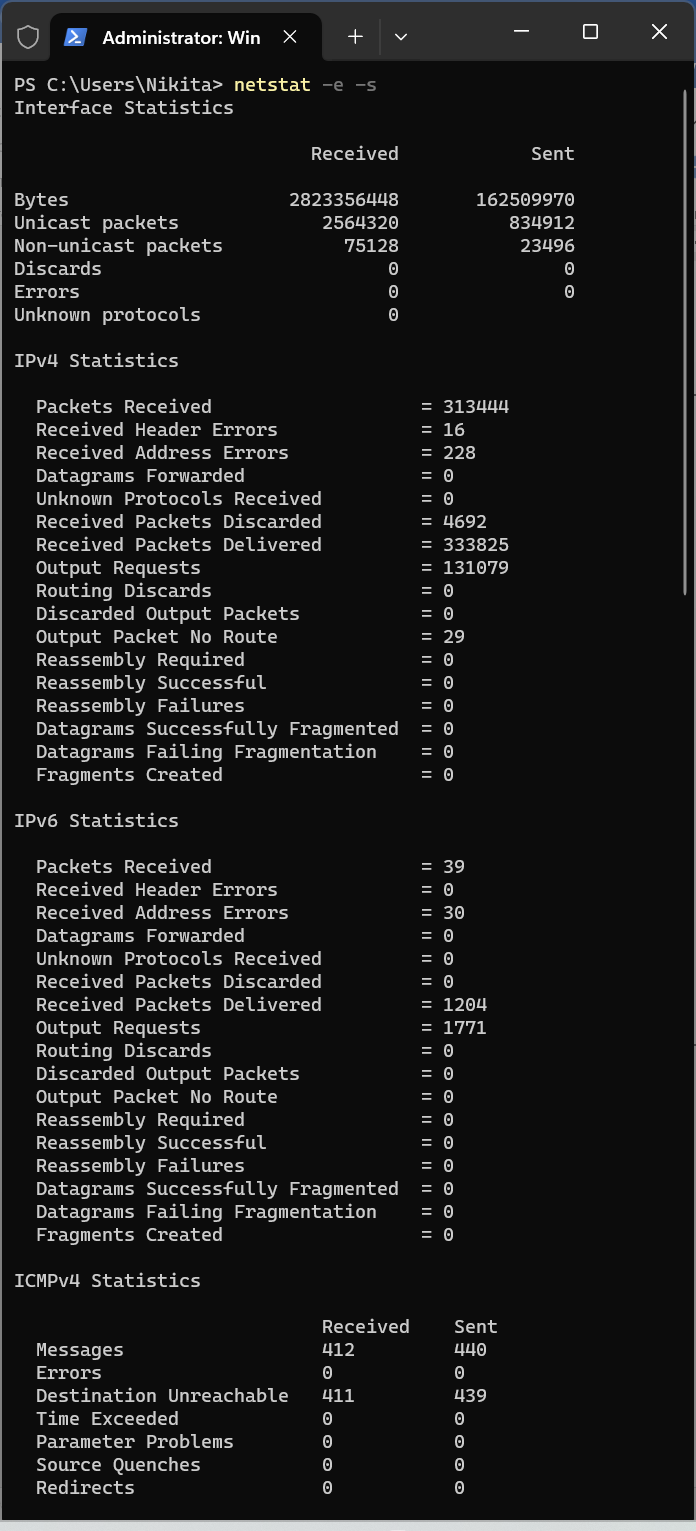 Administrator: Win
PS C:\Users\Nikita> netstat -e -s
Interface Statistics
Received Sent
Bytes 2823356448 162509970
Unicast packets 2564320 834912
Non-unicast packets 75128 23496
Discards 0 0
Errors 0 0
Unknown protocols 0
IPv4 Statistics
Packets Received = 313444
Received Header Errors = 16
Received Address Errors = 228
Datagrams Forwarded = 0
Unknown Protocols Received = 0
Received Packets Discarded = 4692
Received Packets Delivered = 333825
Output Requests = 131079
Routing Discards = 0
Discarded Output Packets = 0
Output Packet No Route = 29
Reassembly Required = 0
Reassembly Successful = 0
Reassembly Failures = 0
Datagrams Successfully Fragmented = 0
Datagrams Failing Fragmentation = 0
Fragments Created = 0
IPv6 Statistics
Packets Received = 39
Received Header Errors = 0
Received Address Errors = 30
Datagrams Forwarded = 0
Unknown Protocols Received = 0
Received Packets Discarded = 0
Received Packets Delivered = 1204
Output Requests = 1771
Routing Discards = 0
Discarded Output Packets = 0
Output Packet No Route = 0
Reassembly Required = 0
Reassembly Successful = 0
Reassembly Failures = 0
Datagrams Successfully Fragmented = 0
Datagrams Failing Fragmentation = 0
Fragments Created = 0
ICMPv4 Statistics
Received Sent
Messages 412 440
Errors 0 0
Destination Unreachable 411 439
Time Exceeded 0 0
Parameter Problems 0 0
Source Quenches 0 0
Redirects 0 0